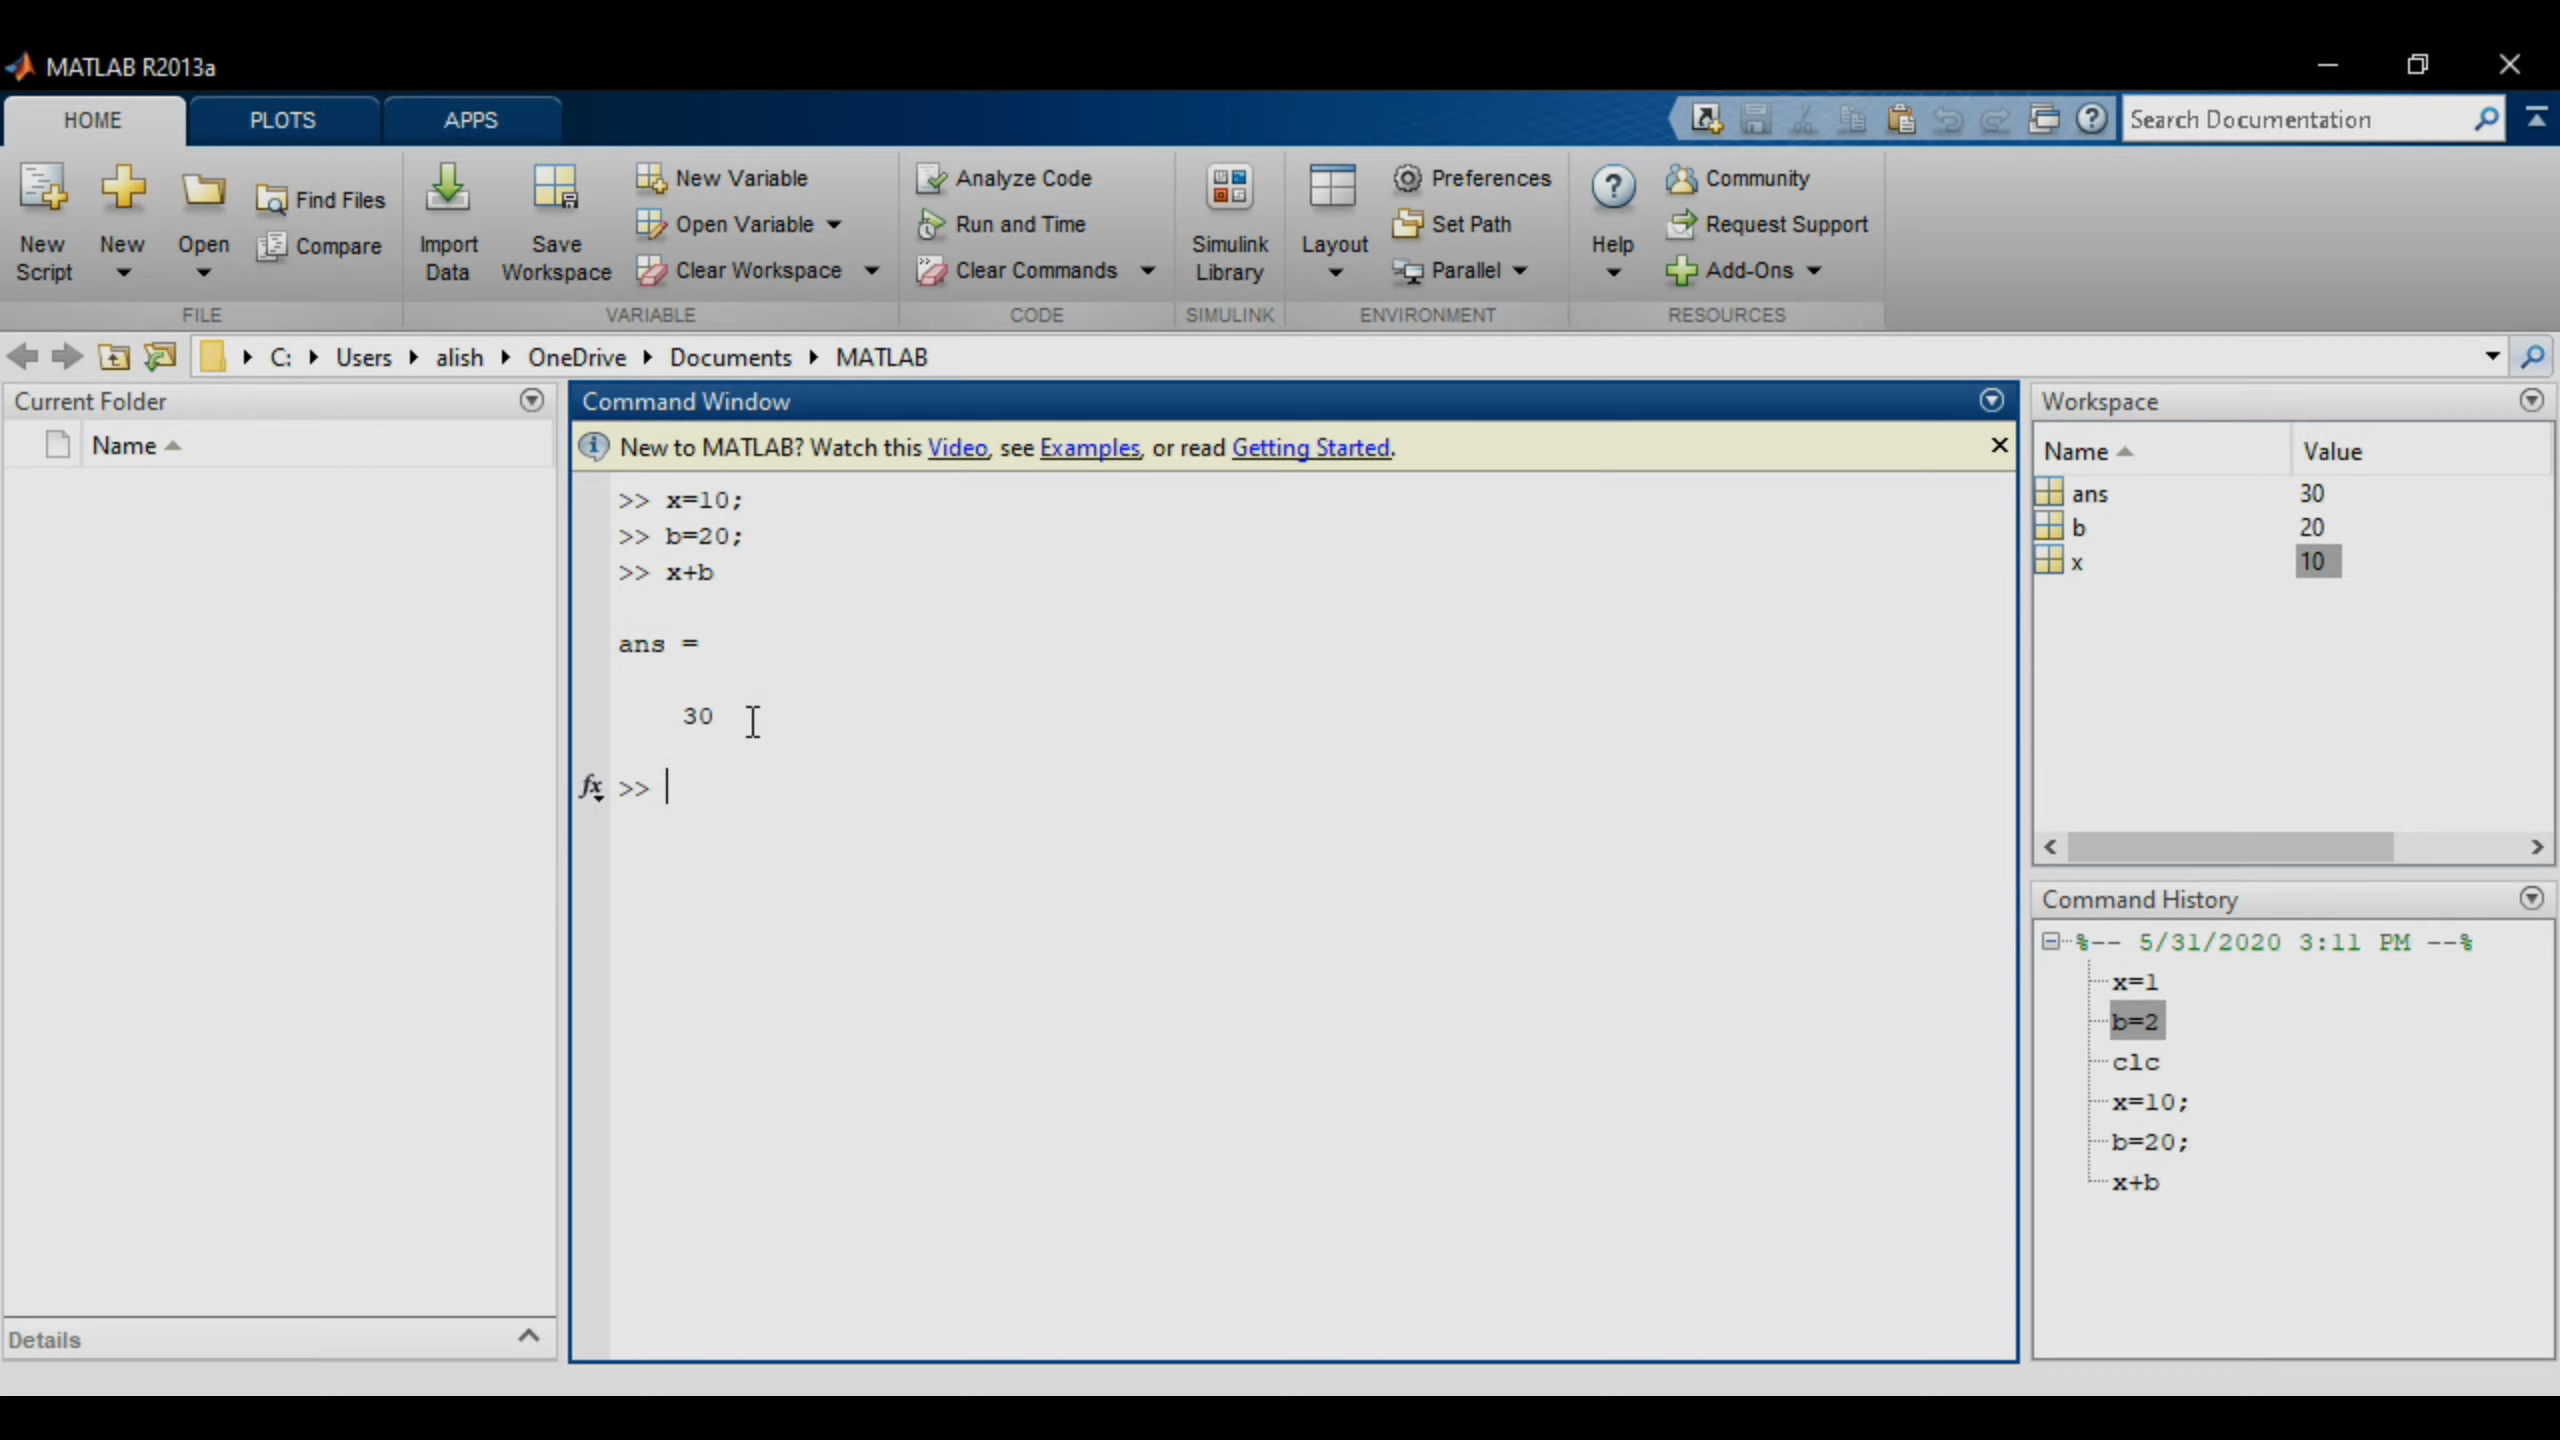 MATLAB R2013a
HOME PLOTS APPS
Search Documentation
New Script
New
Open
Find Files
Compare
FILE
Import Data
Save Workspace
New Variable
Open Variable
Clear Workspace
VARIABLE
Analyze Code
Run and Time
Clear Commands
CODE
Simulink Library
SIMULINK
Layout
Preferences
Set Path
Parallel
ENVIRONMENT
Help
Community
Request Support
Add-Ons
RESOURCES
C: Users alish OneDrive Documents MATLAB
Current Folder
Name
Details
Command Window
New to MATLAB? Watch this Video, see Examples, or read Getting Started.
>> x=10;
>> b=20;
>> x+b
ans =
30
fx >>
Workspace
Name Value
ans 30
b 20
x 10
Command History
%-- 5/31/2020 3:11 PM --%
x=1
b=2
clc
x=10;
b=20;
x+b